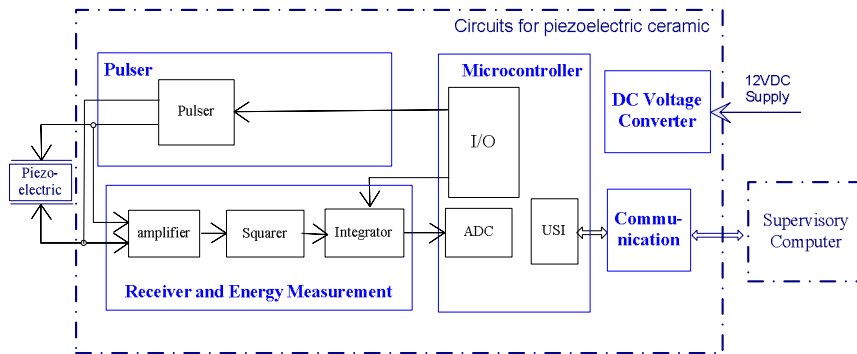 Circuits for piezoelectric ceramic
Pulser
Pulser
Microcontroller
I/O
DC Voltage
Converter
12VDC
Supply
Piezo-
electric
amplifier
Squarer
Integrator
ADC
USI
Commu-
nication
Supervisory
Computer
Receiver and Energy Measurement